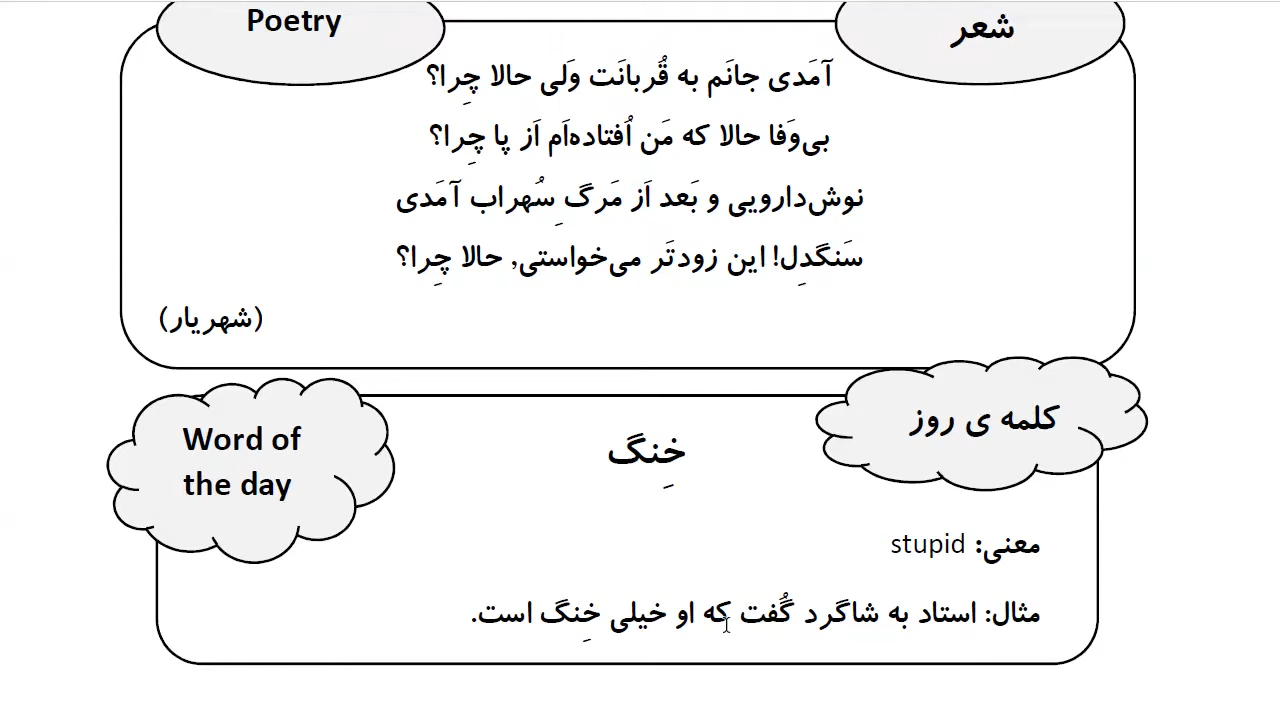 Poetry
شعر
آمَدی جانَم به قُربانَت وَلی حالا چِرا؟
بی‌وَفا حالا که مَن اُفتاده‌اَم اَز پا چِرا؟
نوش‌دارویی و بَعد اَز مَرگِ سُهراب آمَدی
سَنگدِل! این زودتَر می‌خواستی, حالا چِرا؟
(شهریار)
Word of
the day
کلمه ی روز
خِنگ
معنی: stupid
مثال: استاد به شاگرد گُفت که او خیلی خِنگ است.